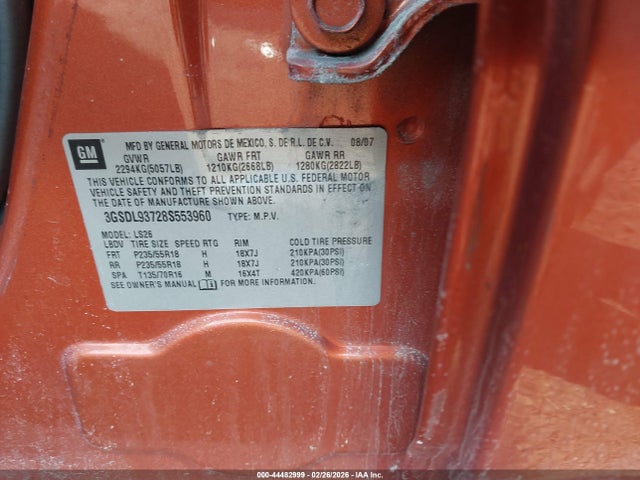 GM
MFD BY GENERAL MOTORS DE MEXICO, S. DE R.L. DE C.V. 08/07
GVWR GAWR FRT GAWR RR
2294KG(5057LB) 1210KG(2668LB) 1280KG(2822LB)
THIS VEHICLE CONFORMS TO ALL APPLICABLE U.S. FEDERAL MOTOR
VEHICLE SAFETY AND THEFT PREVENTION STANDARDS IN EFFECT ON THE
DATE OF MANUFACTURE SHOWN ABOVE.
3GSDL93728S553960 TYPE: M.P.V.
MODEL: LS26
LBDV TIRE SIZE SPEED RTG RIM COLD TIRE PRESSURE
FRT P235/55R18 H 18X7J 210KPA(30PSI)
RR P235/55R18 H 18X7J 210KPA(30PSI)
SPA T135/70R16 M 16X4T 420KPA(60PSI)
SEE OWNER'S MANUAL FOR MORE INFORMATION.
000-44482999 - 02/26/2026 - IAA Inc.